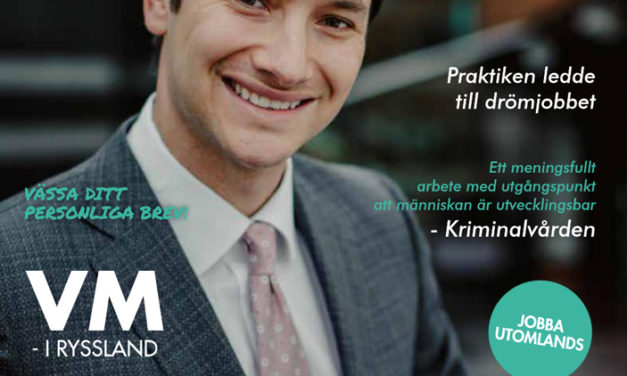 Praktiken ledde
till drömjobbet
Ett meningsfullt
arbete med utgångspunkt
att människan är utvecklingsbar
- Kriminalvården
VÄSSA DITT
PERSONLIGA BREV!
VM
- I RYSSLAND
JOBBA
UTOMLANDS